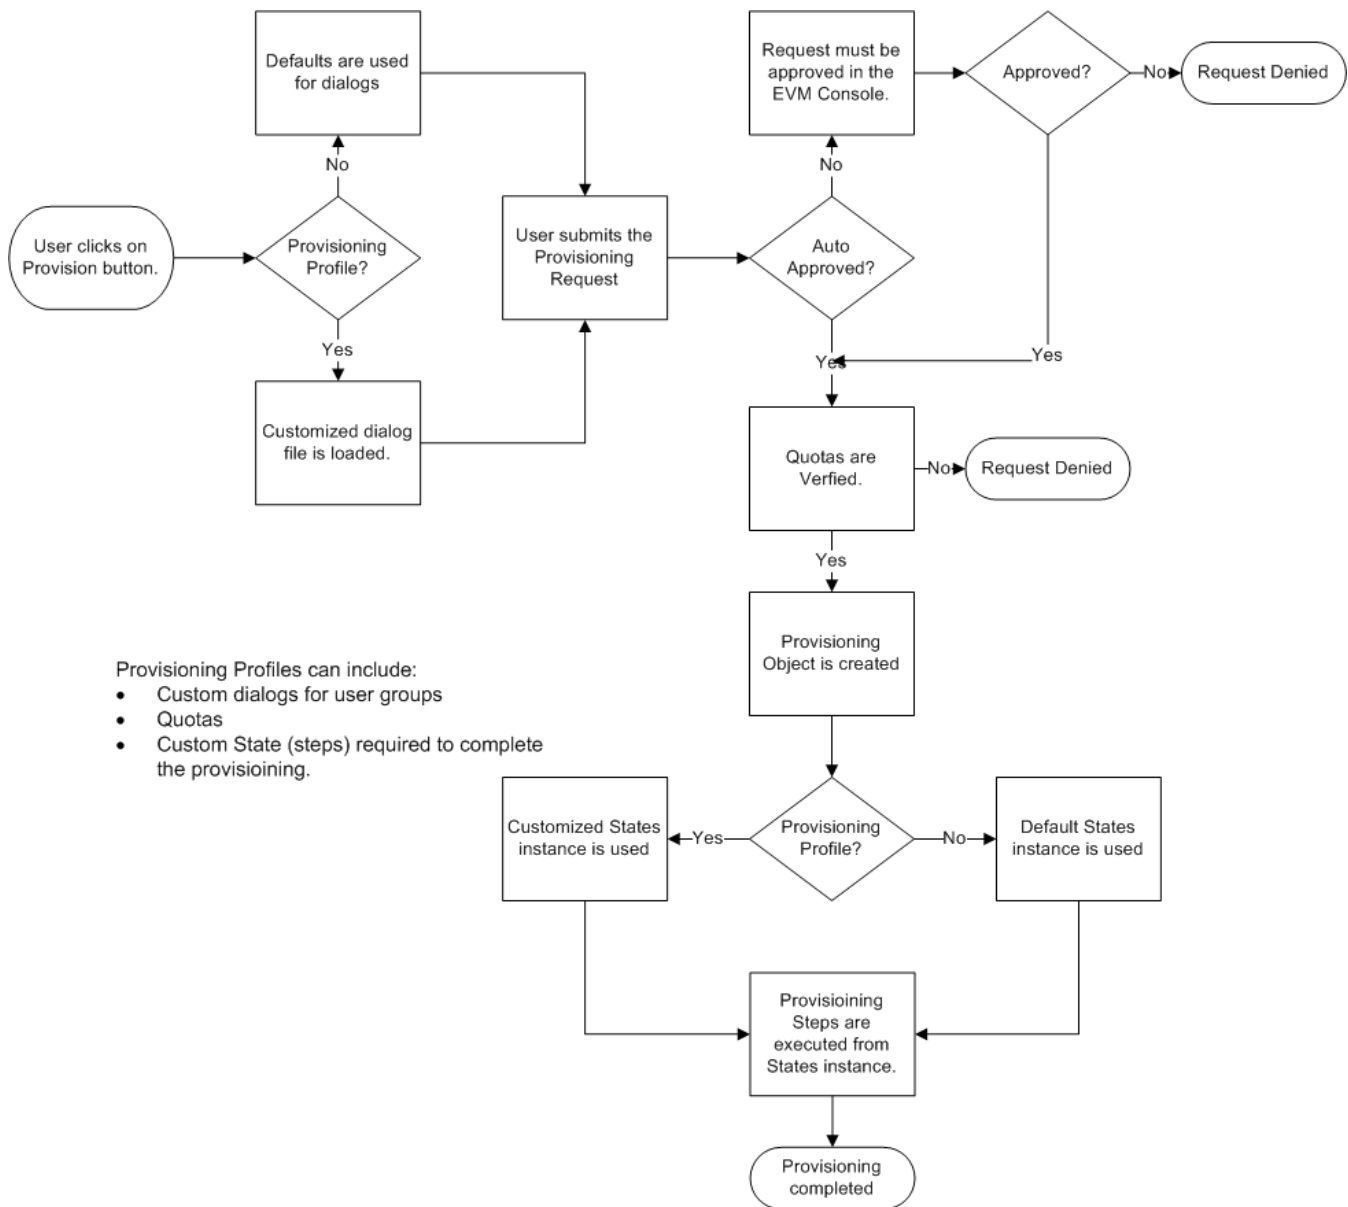 Defaults are used
for dialogs
Request must be
approved in the
EVM Console.
Approved?
No
Request Denied
No
No
User clicks on
Provision button.
Provisioning
Profile?
User submits the
Provisioning
Request
Auto
Approved?
Yes
Yes
Yes
Customized dialog
file is loaded.
Quotas are
Verfied.
No
Request Denied
Yes
Provisioning
Object is created
Provisioning Profiles can include:
• Custom dialogs for user groups
• Quotas
• Custom State (steps) required to complete
the provisioining.
Customized States
instance is used
Yes
Provisioning
Profile?
No
Default States
instance is used
Provisioining
Steps are
executed from
States instance.
Provisioning
completed